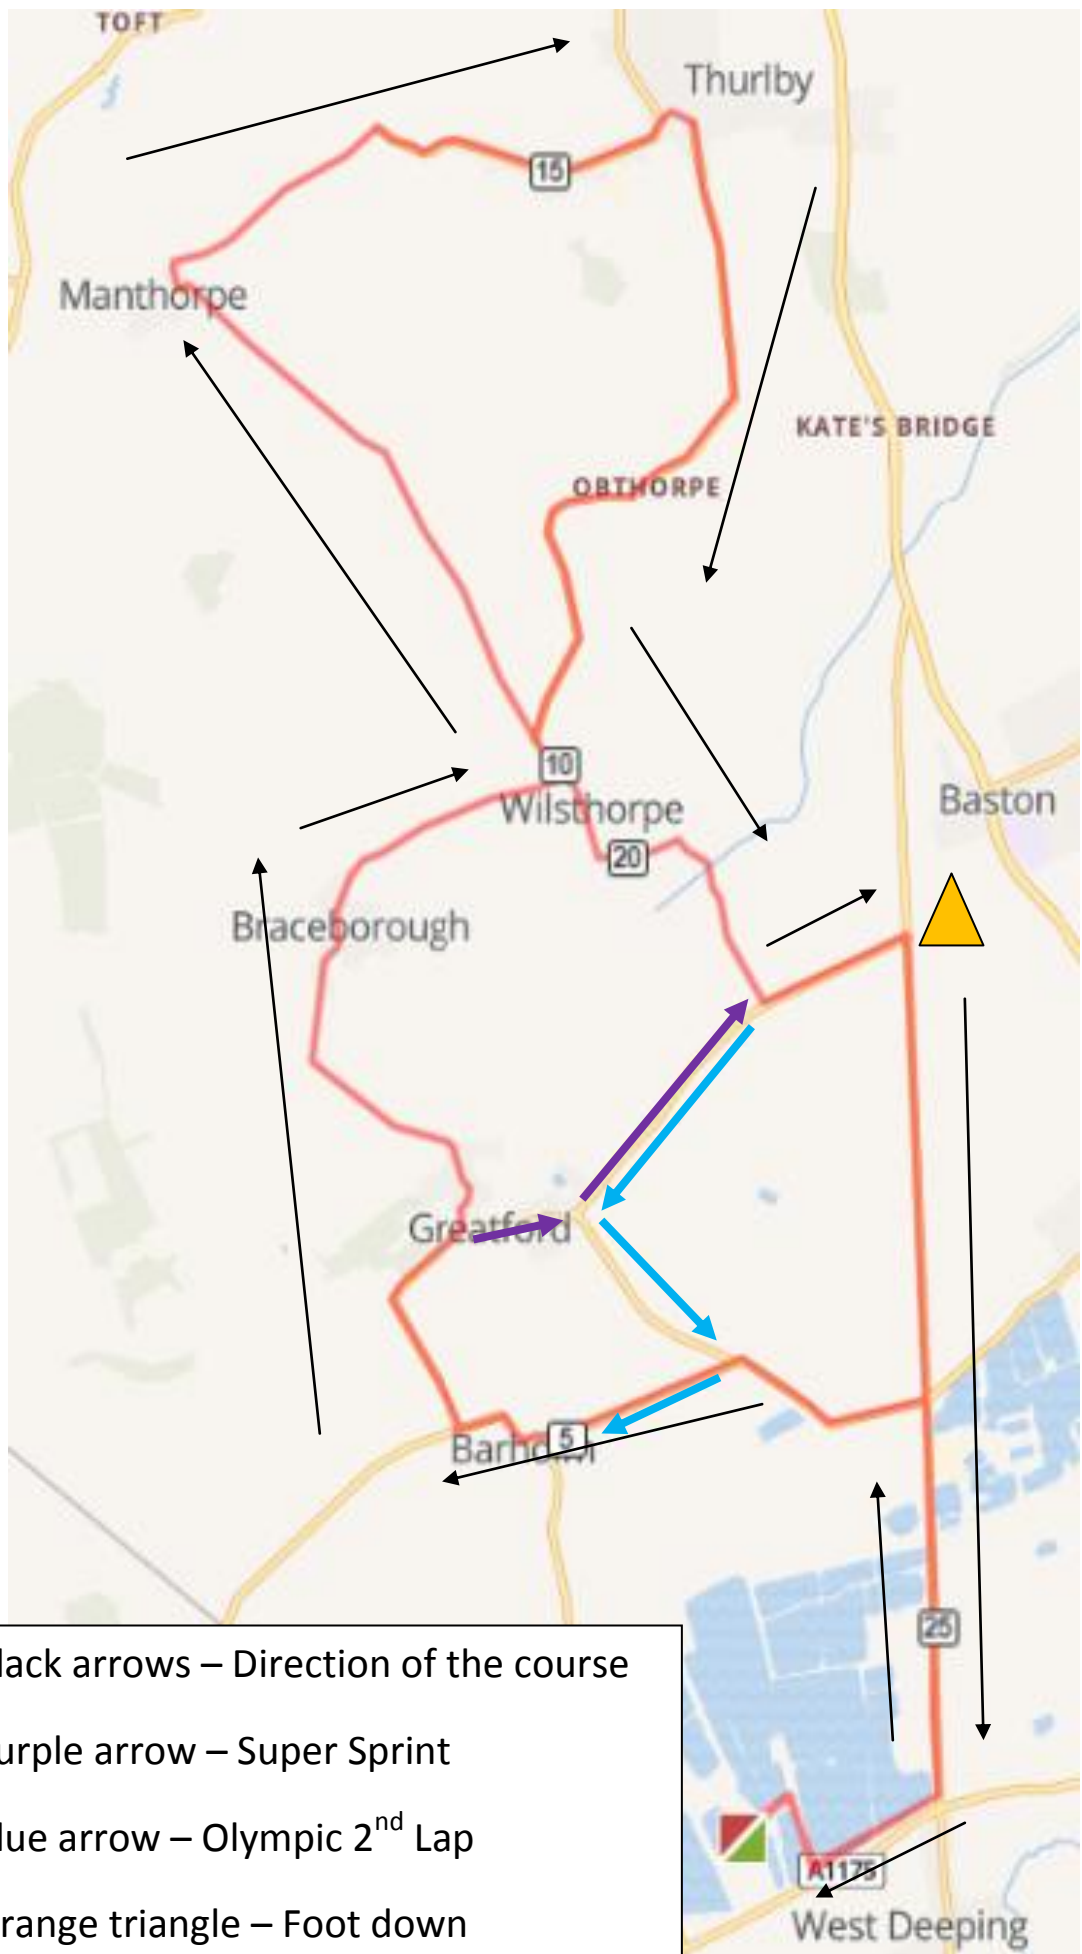 TOFT
Thurlby
15
Manthorpe
KATE'S BRIDGE
OBTHORPE
10
Wilsthorpe
Baston
20
Braceborough
Greatford
5
Barholm
25
lack arrows – Direction of the course
urple arrow – Super Sprint
lue arrow – Olympic 2nd Lap
range triangle – Foot down
A1175
West Deeping